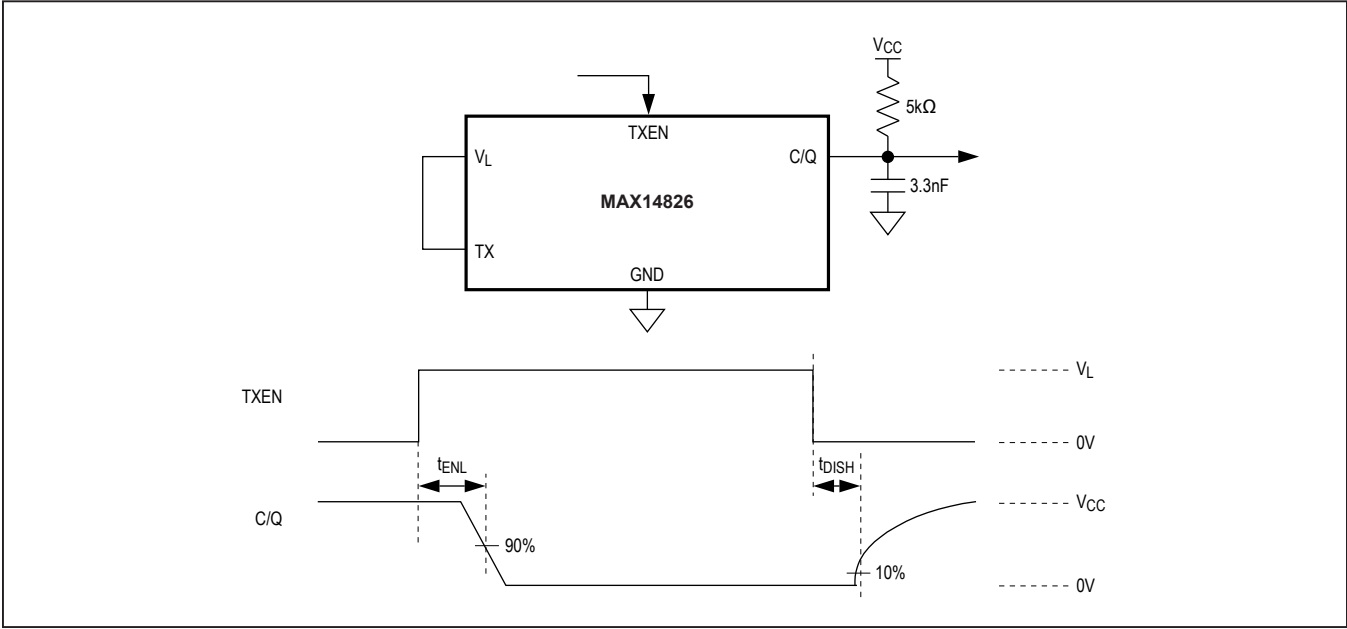 VCC
5kΩ
TXEN
VL
C/Q
3.3nF
MAX14826
TX
GND
VL
TXEN
0V
tENL
tDISH
VCC
C/Q
90%
10%
0V